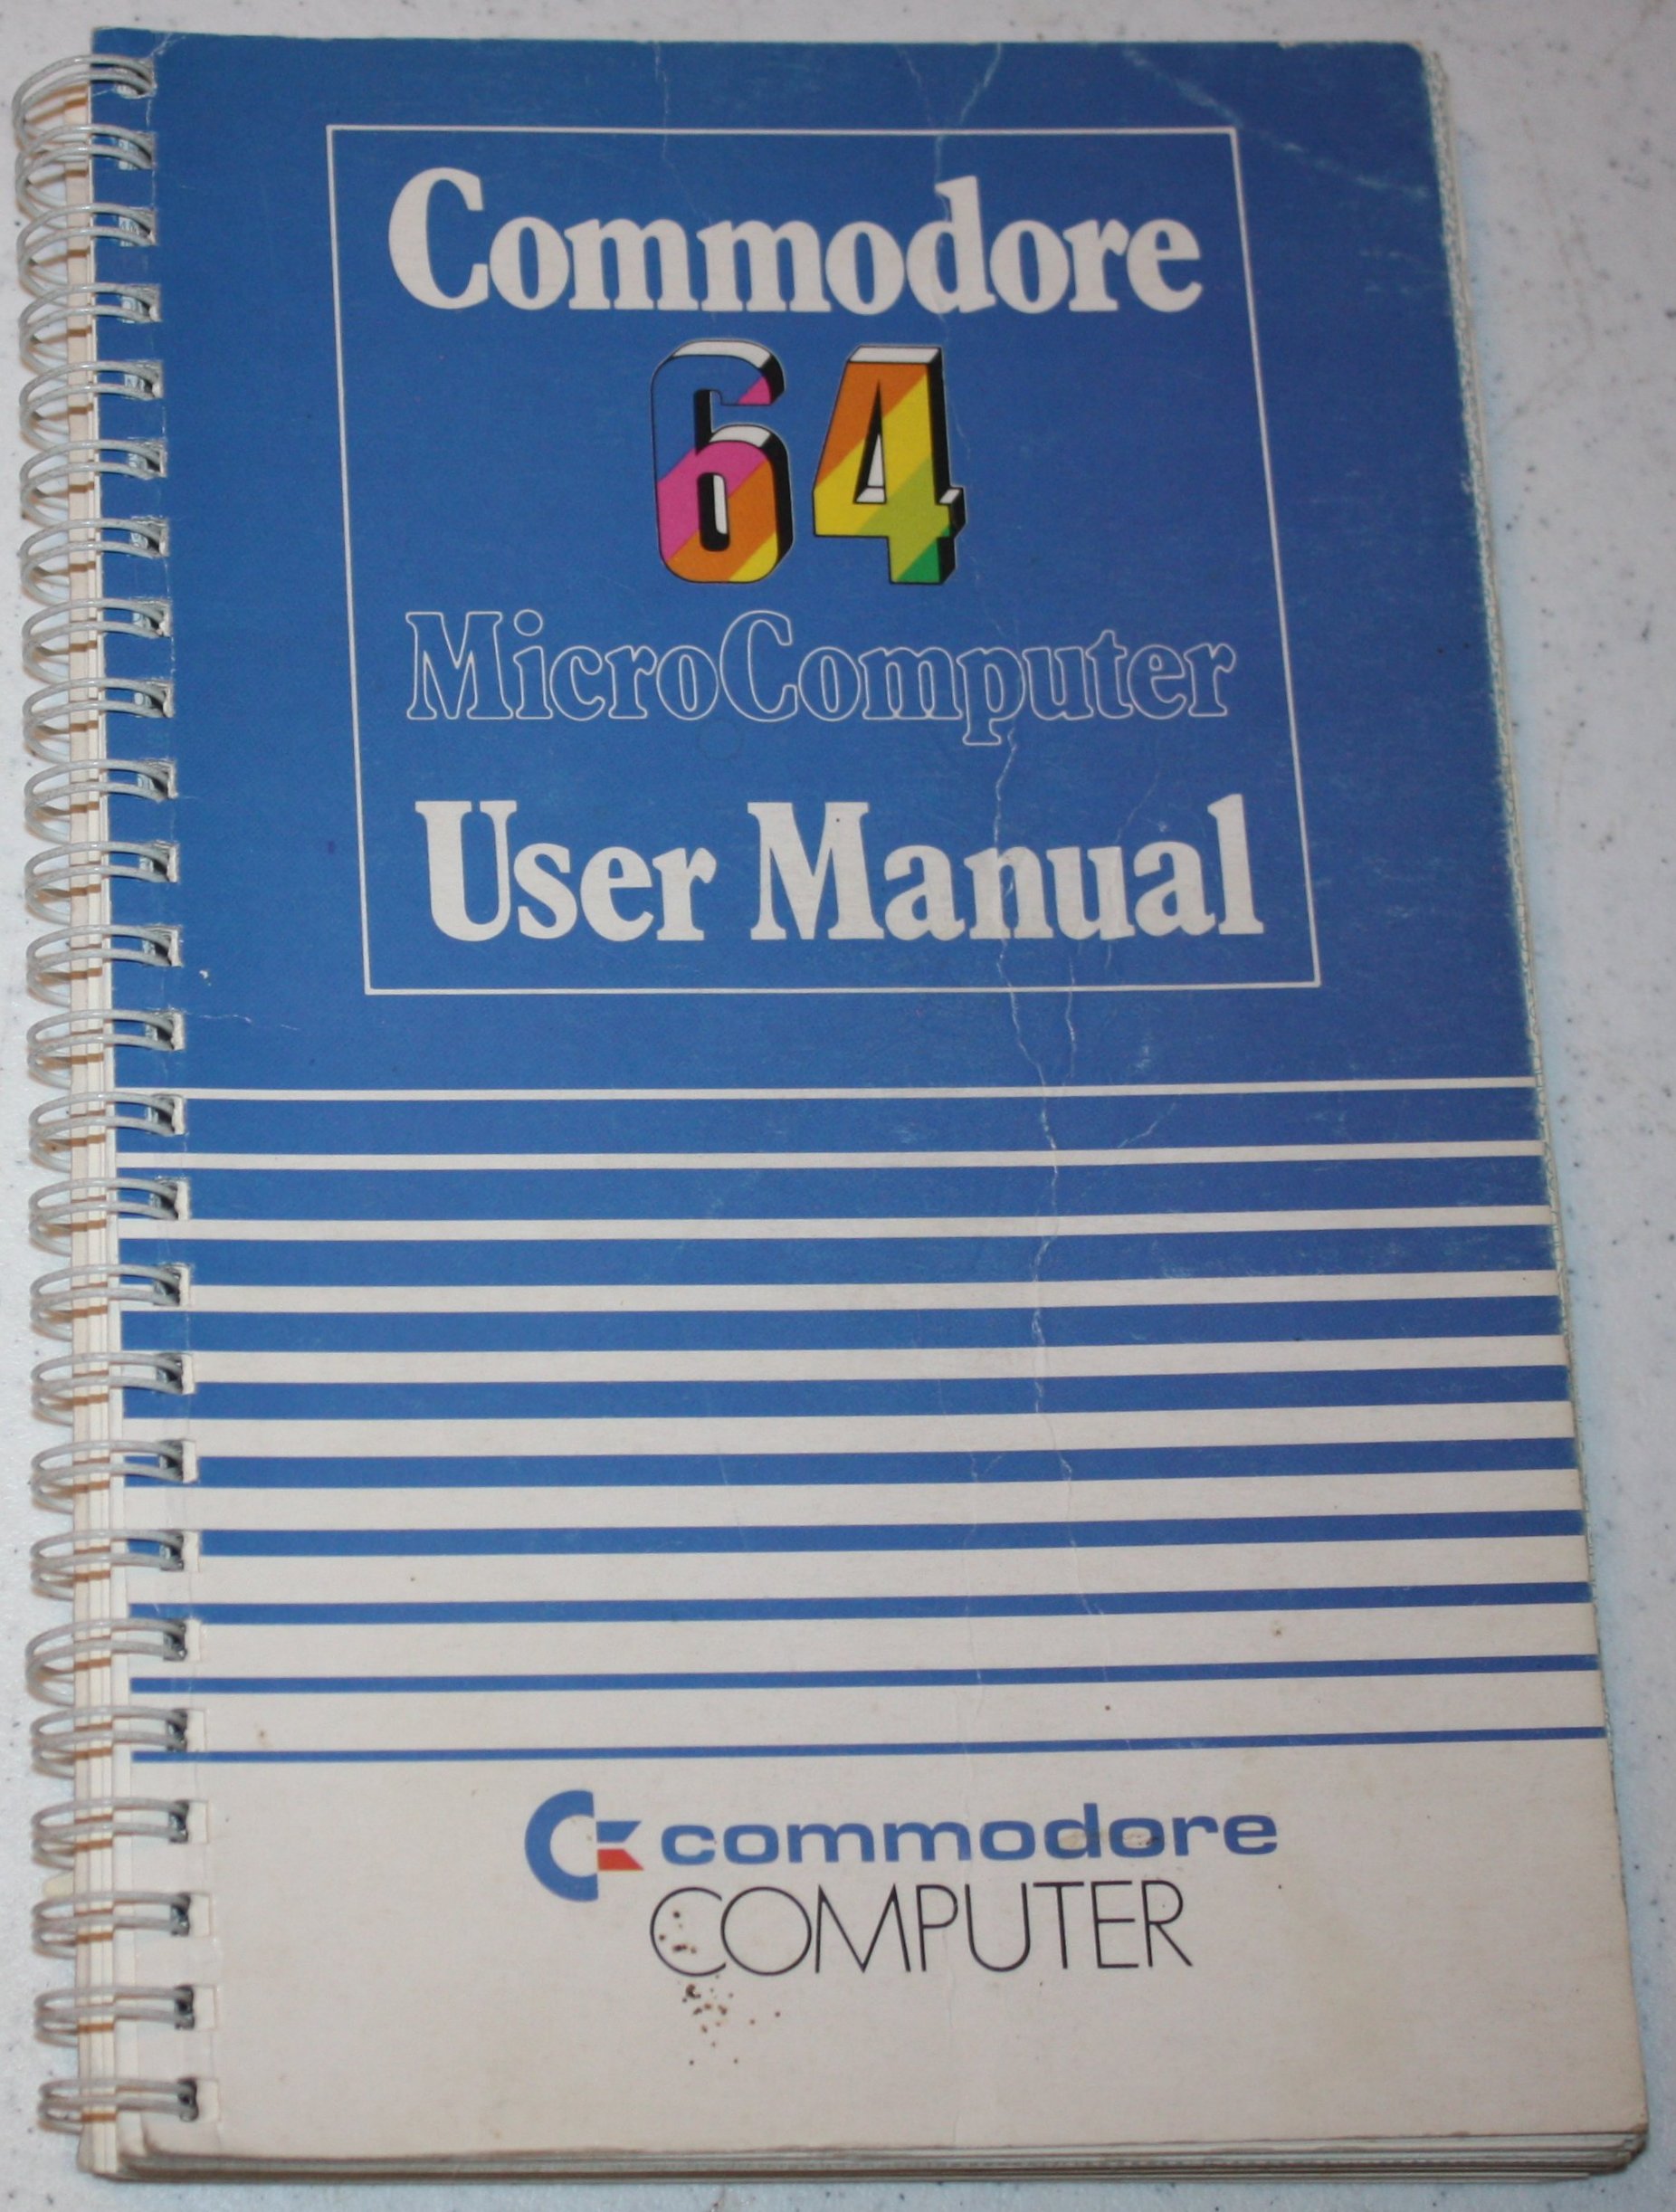 Commodore
64
MicroComputer
User Manual
commodore
COMPUTER